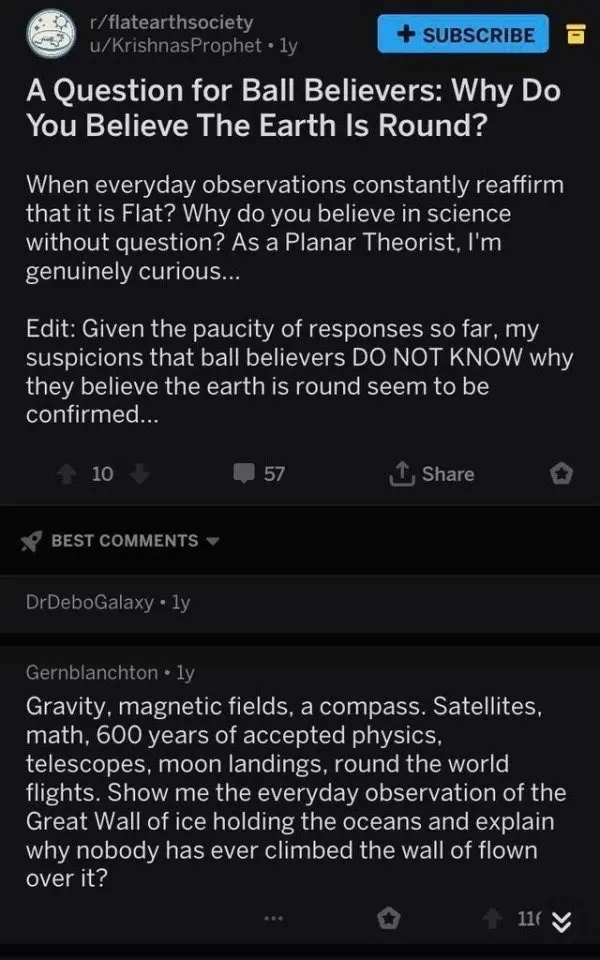 r/flatearthsociety
u/KrishnasProphet • 1y
+ SUBSCRIBE
A Question for Ball Believers: Why Do
You Believe The Earth Is Round?
When everyday observations constantly reaffirm
that it is Flat? Why do you believe in science
without question? As a Planar Theorist, I'm
genuinely curious...
Edit: Given the paucity of responses so far, my
suspicions that ball believers DO NOT KNOW why
they believe the earth is round seem to be
confirmed...
10
57
Share
BEST COMMENTS
DrDeboGalaxy • 1y
Gernblanchton • 1y
Gravity, magnetic fields, a compass. Satellites,
math, 600 years of accepted physics,
telescopes, moon landings, round the world
flights. Show me the everyday observation of the
Great Wall of ice holding the oceans and explain
why nobody has ever climbed the wall of flown
over it?